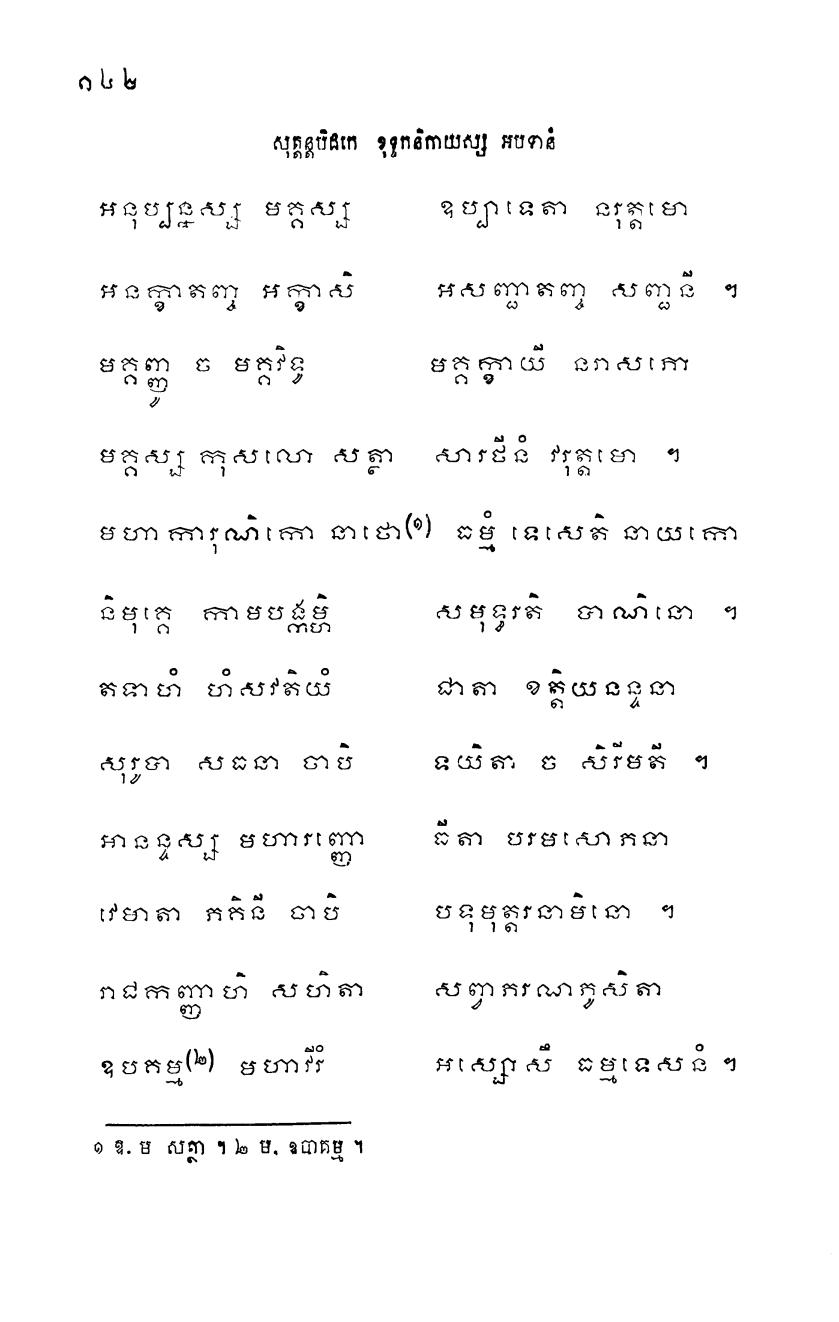 ១៤២
សុត្តន្តបិដកេ ខុទ្ទកនិកាយស្ស អបទានំ
អនុប្បន្នស្ស មគ្គស្ស ឧប្បាទេតា នរុត្តមោ
អនក្ខាតញ្ច អក្ខាសិ អសញ្ជាតញ្ច សញ្ជនី ។
មគ្គញ្ញូ ច មគ្គវិទូ មគ្គក្ខាយី នរាសភោ
មគ្គស្ស កុសលោ សត្ថា សារថីនំ វរុត្តមោ ។
មហាការុណិកោ នាថោ(១) ធម្មំ ទេសេតិ នាយកោ
និមុគ្គេ កាមបង្កម្ហិ សមុទ្ធរតិ បាណិនោ ។
តទាហំ ហំសវតិយំ ជាតា ខត្តិយនន្ទនា
សុរូបា សធនា ចាបិ ទយិតា ច សិរីមតី ។
អានន្ទស្ស មហារញ្ញោ ធីតា បរមសោភនា
វេមាតា ភគិនី ចាបិ បទុមុត្តរនាមិនោ ។
រាជកញ្ញាហិ សហិតា សព្វាភរណភូសិតា
ឧបគម្ម(២) មហាវីរំ អស្សោសឹ ធម្មទេសនំ ។
១ ឱ. ម សត្ថា ។ ២ ម. ឧបាគម្ម ។